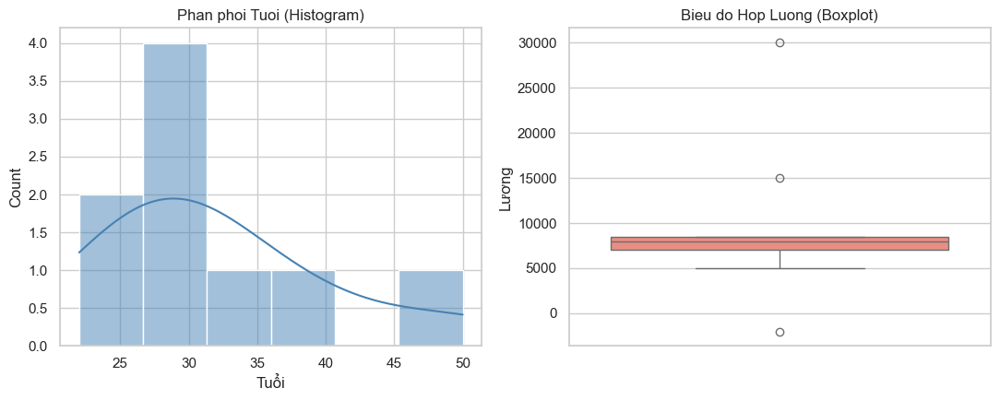 Phan phoi Tuoi (Histogram)
4.0
3.5
3.0
2.5
2.0
1.5
1.0
0.5
0.0
Count
25 30 35 40 45 50
Tuổi
Bieu do Hop Luong (Boxplot)
30000
25000
20000
15000
10000
5000
0
Lương